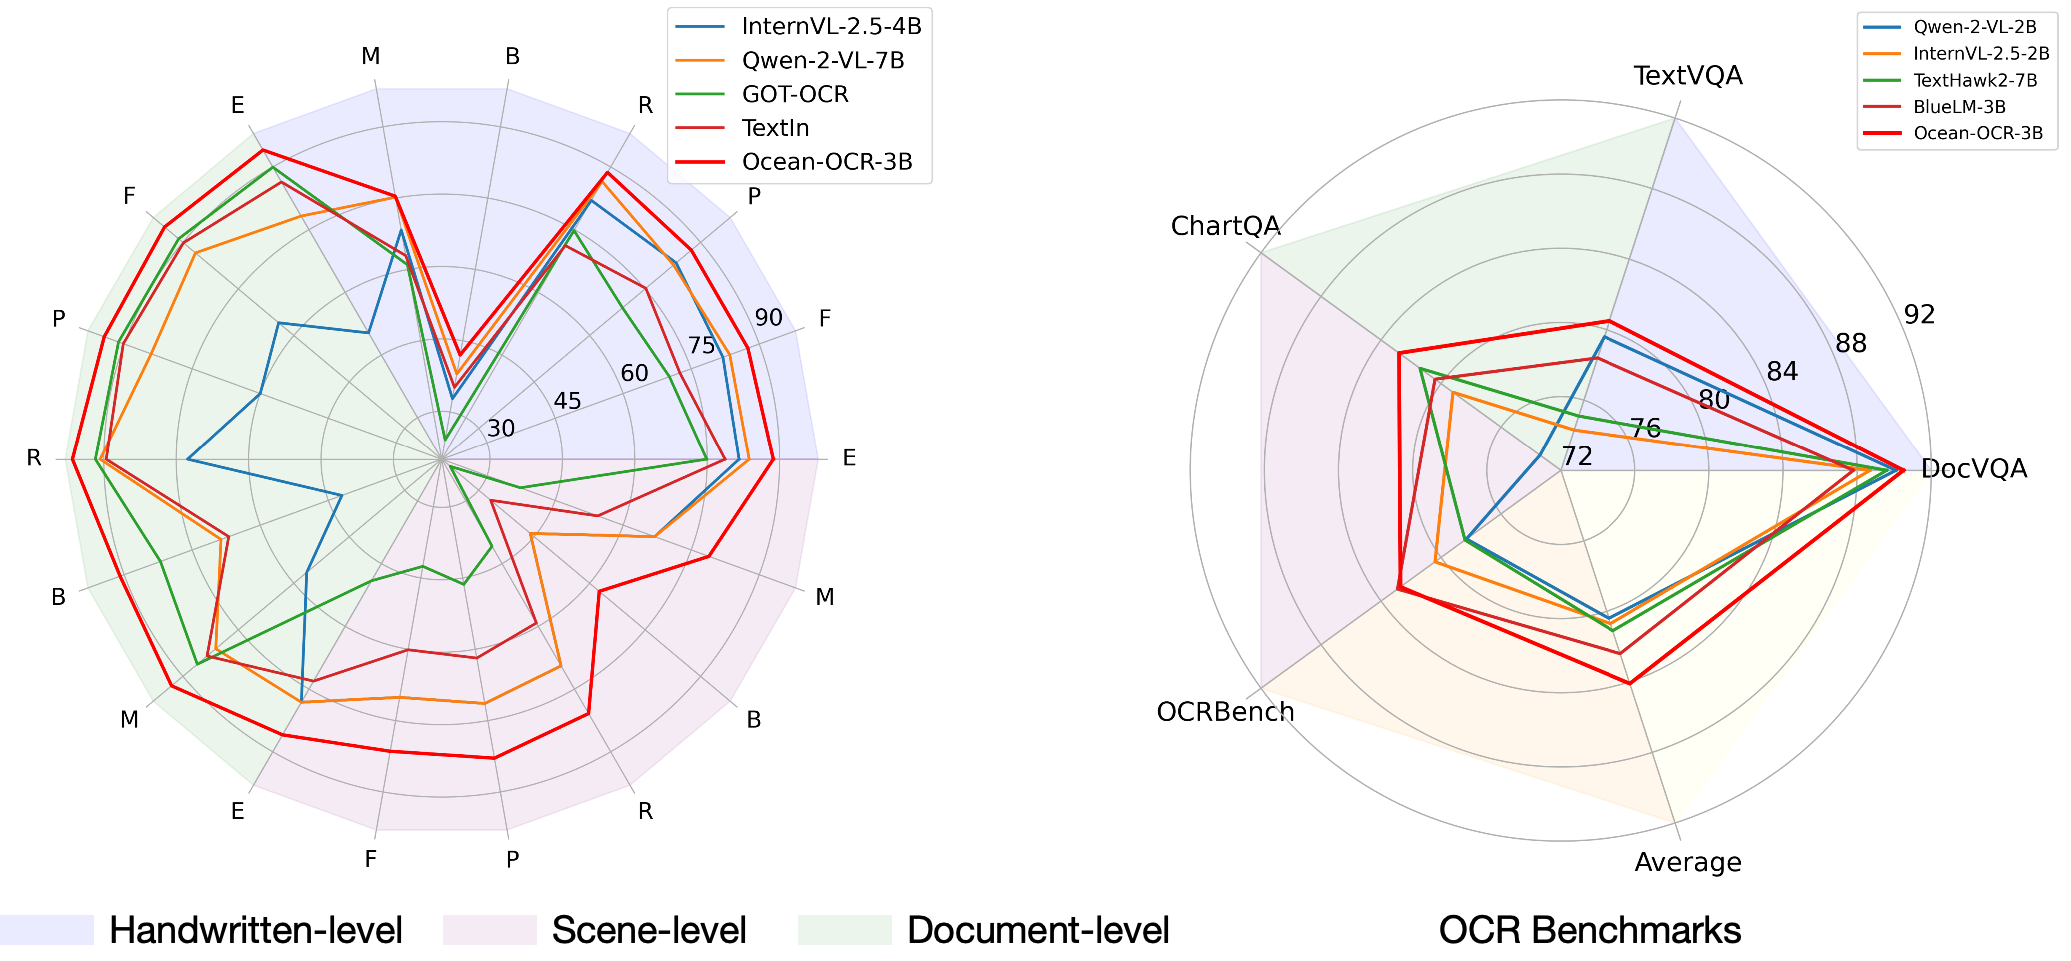 InternVL-2.5-4B
Qwen-2-VL-7B
GOT-OCR
TextIn
Ocean-OCR-3B
M
B
E
R
F
P
P
F
R
E
B
M
M
B
E
R
F
P
30
45
60
75
90
Qwen-2-VL-2B
InternVL-2.5-2B
TextHawk2-7B
BlueLM-3B
Ocean-OCR-3B
TextVQA
ChartQA
DocVQA
OCRBench
Average
72
76
80
84
88
92
Handwritten-level
Scene-level
Document-level
OCR Benchmarks